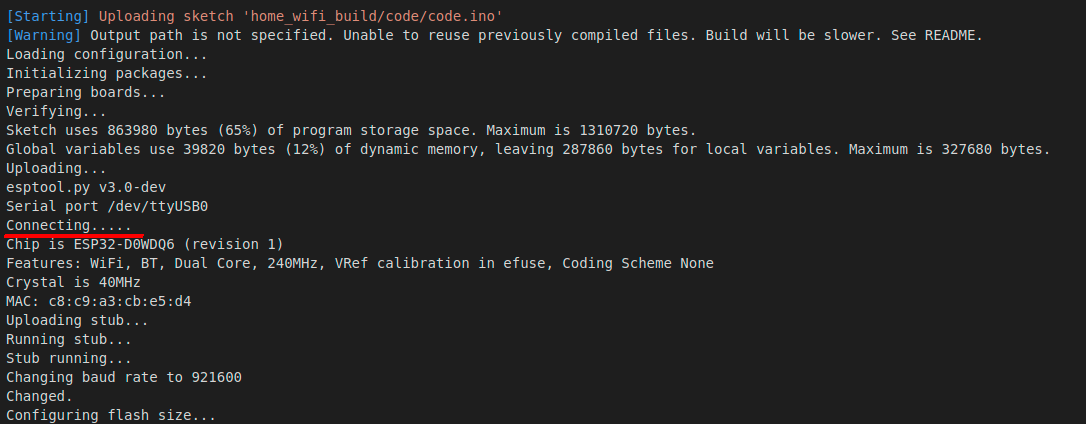 [Starting] Uploading sketch 'home_wifi_build/code/code.ino'
[Warning] Output path is not specified. Unable to reuse previously compiled files. Build will be slower. See README.
Loading configuration...
Initializing packages...
Preparing boards...
Verifying...
Sketch uses 863980 bytes (65%) of program storage space. Maximum is 1310720 bytes.
Global variables use 39820 bytes (12%) of dynamic memory, leaving 287860 bytes for local variables. Maximum is 327680 bytes.
Uploading...
esptool.py v3.0-dev
Serial port /dev/ttyUSB0
Connecting.....
Chip is ESP32-D0WDQ6 (revision 1)
Features: WiFi, BT, Dual Core, 240MHz, VRef calibration in efuse, Coding Scheme None
Crystal is 40MHz
MAC: c8:c9:a3:cb:e5:d4
Uploading stub...
Running stub...
Stub running...
Changing baud rate to 921600
Changed.
Configuring flash size...